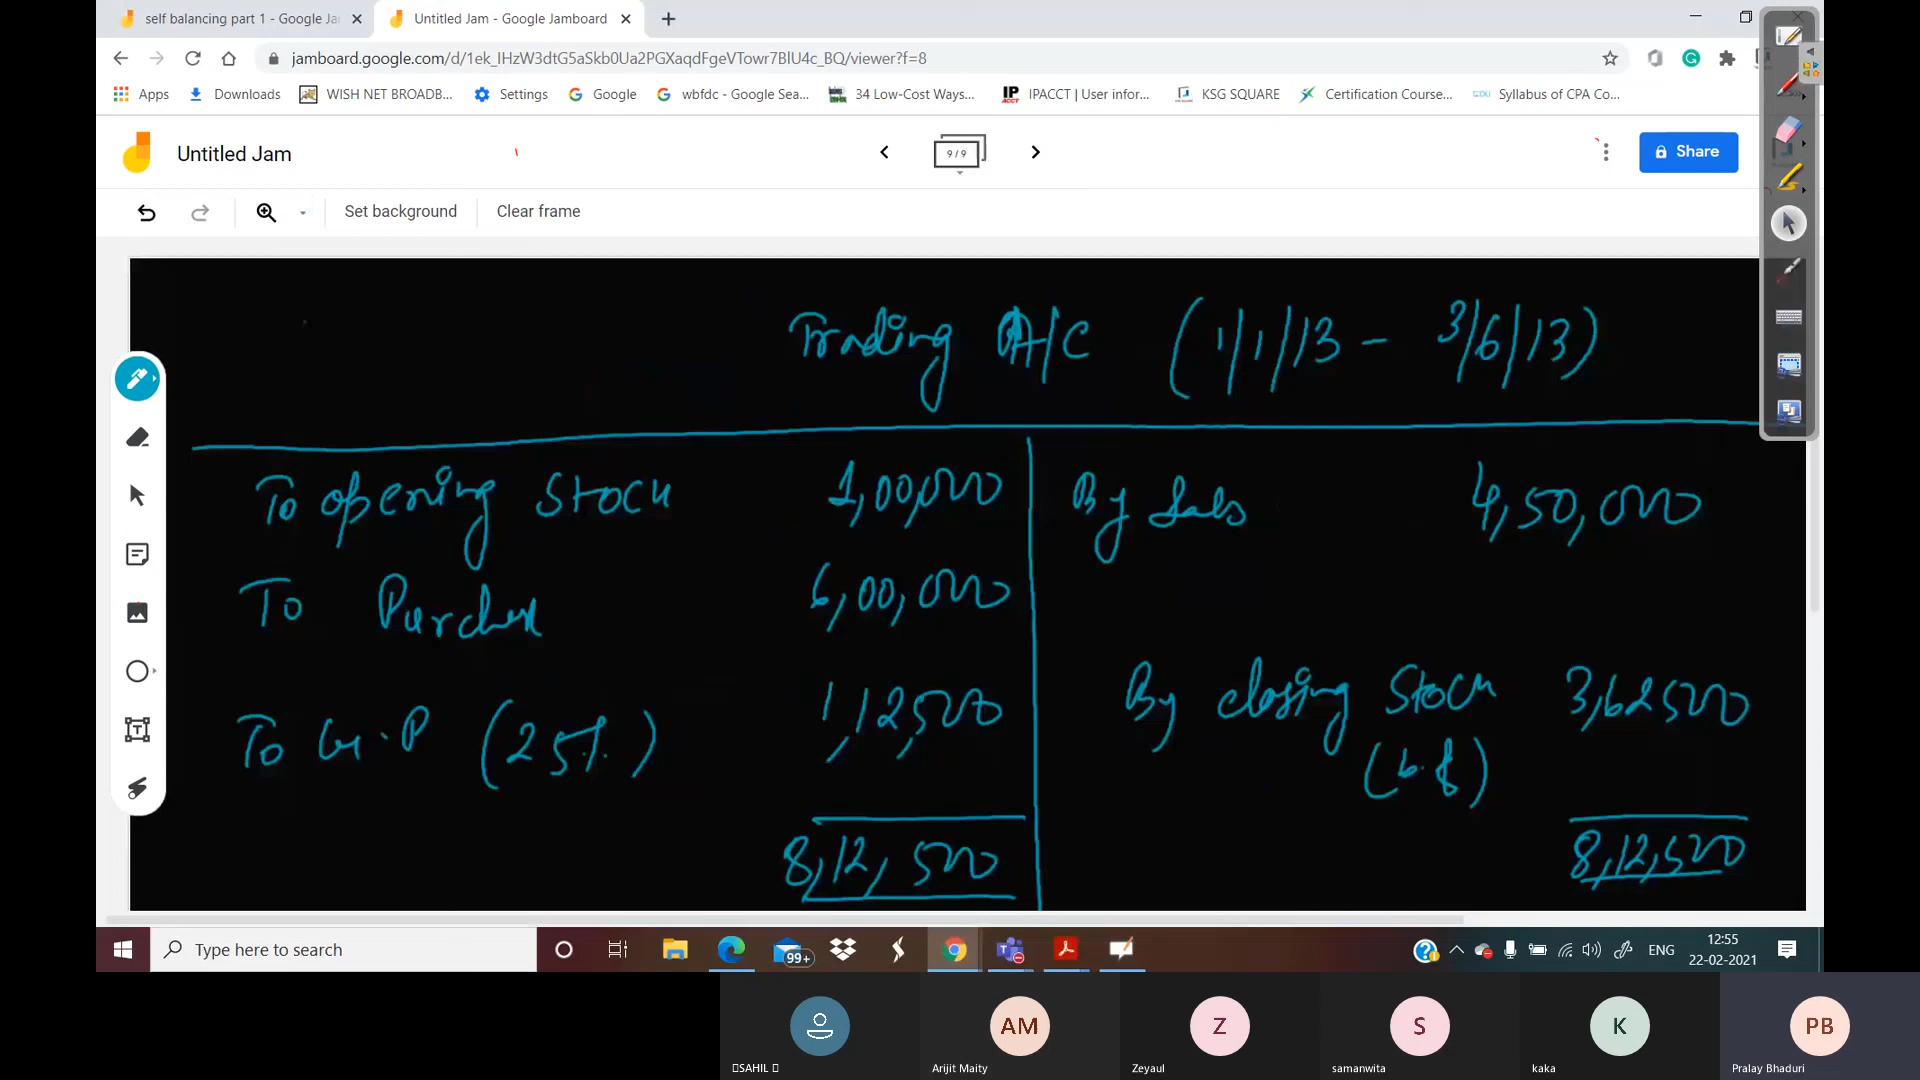 self balancing part 1 - Google Ja
Untitled Jam - Google Jamboard
jamboard.google.com/d/1ek_IHzW3dtG5aSkb0Ua2PGXaqdFgeVTowr7BlU4c_BQ/viewer?f=8
Apps Downloads WISH NET BROADB... Settings Google wbfdc - Google Sea... 34 Low-Cost Ways... IPACCT | User infor... KSG SQUARE Certification Course... Syllabus of CPA Co...
Untitled Jam 9 / 9 Share
Set background Clear frame
Trading A/C (1/1/13 - 3/6/13)
To opening Stock 1,00,000 By Sales 4,50,000
To Purchase 6,00,000
To G.P (25%) 1,12,500 By closing Stock 3,62500
(b.f)
8,12,500 8,12,500
Type here to search 99+ ENG 12:55
22-02-2021
AM Z S K PB
SAHIL Arijit Maity Zeyaul samanwita kaka Pralay Bhaduri